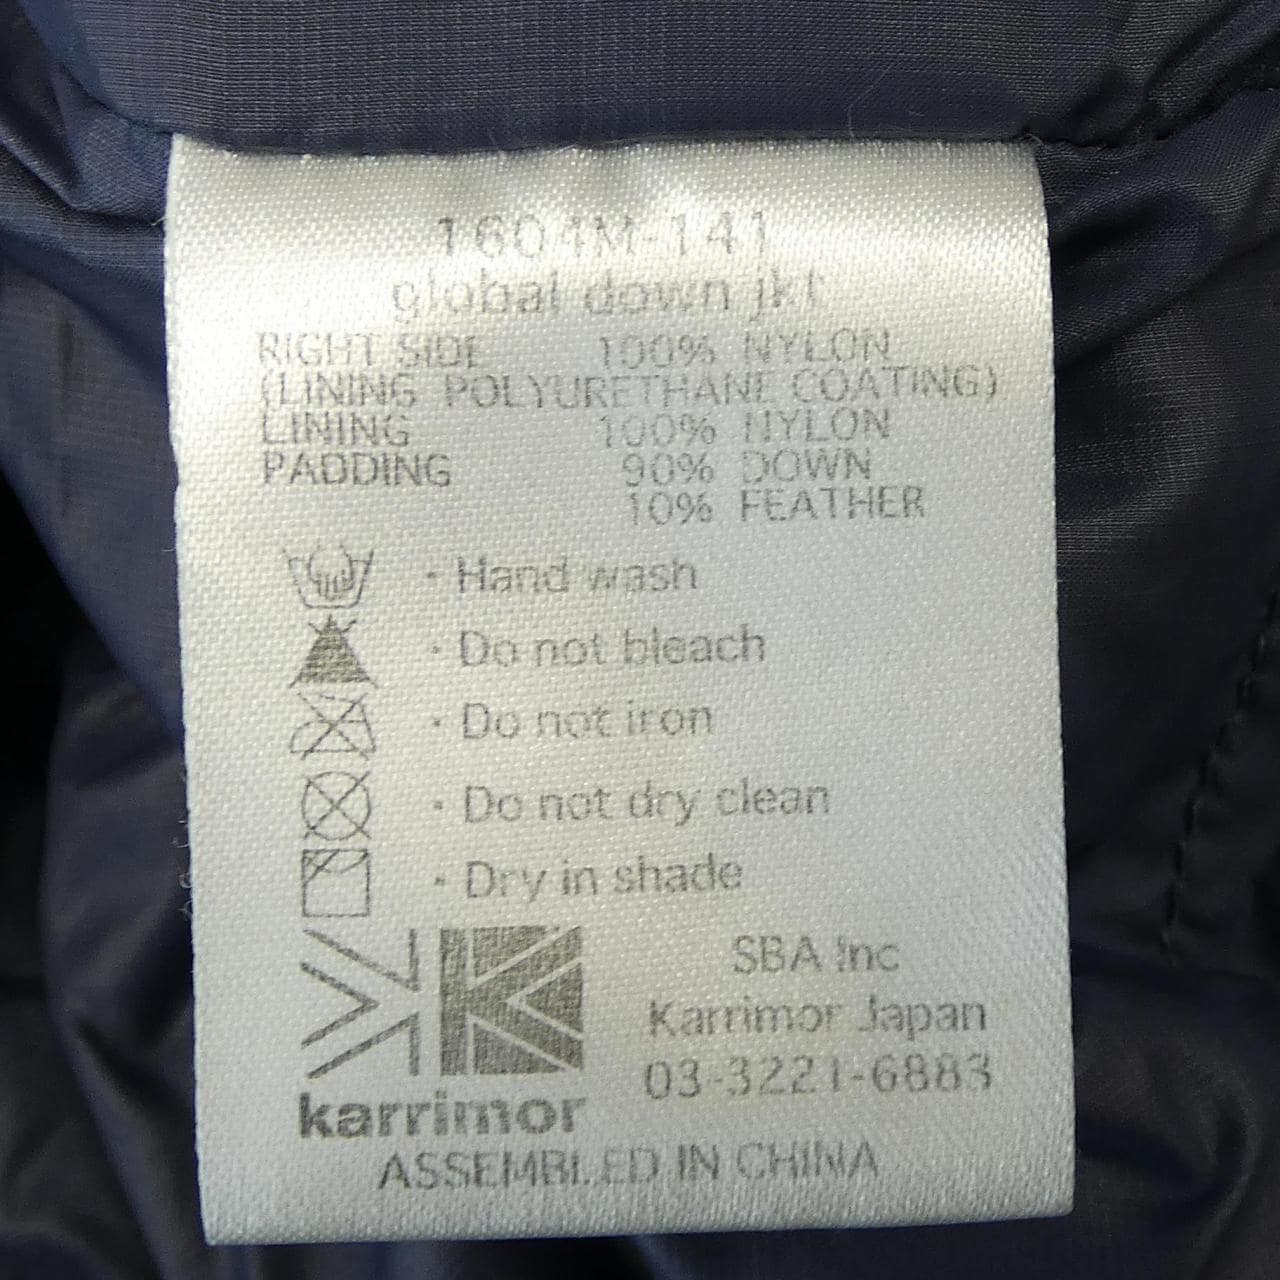 1604M-141
global down jkt
RIGHT SIDE 100% NYLON
(LINING POLYURETHANE COATING)
LINING 100% NYLON
PADDING 90% DOWN
10% FEATHER
· Hand wash
· Do not bleach
· Do not iron
· Do not dry clean
· Dry in shade
SBA Inc
Karrimor Japan
03-3221-6883
karrimor
ASSEMBLED IN CHINA